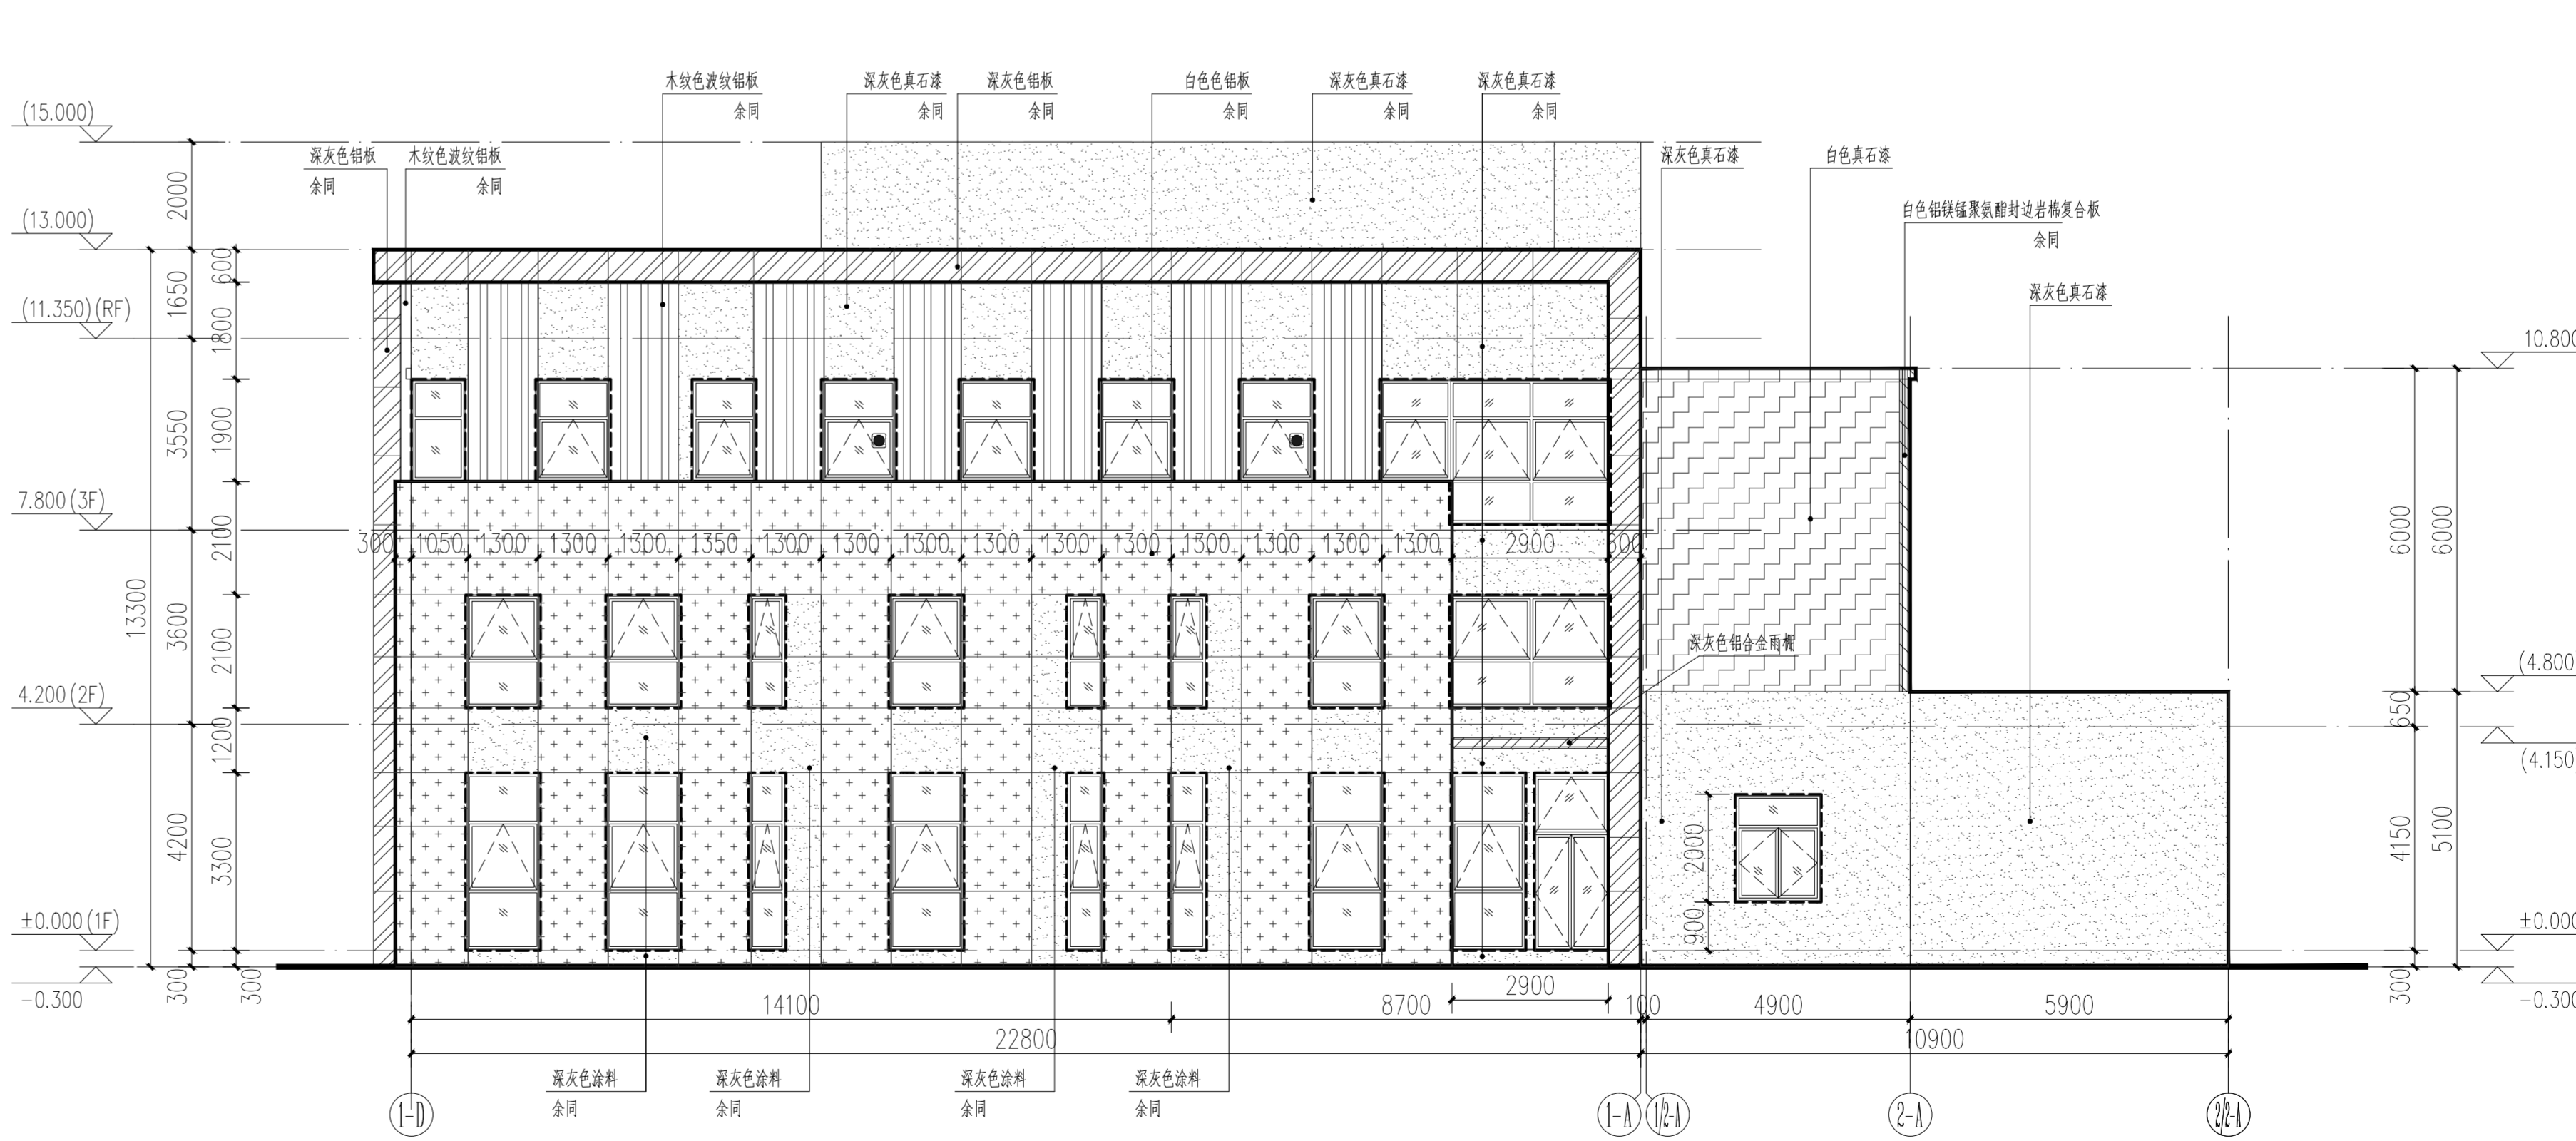 木纹色波纹铝板
余同
深灰色真石漆
余同
深灰色铝板
余同
白色色铝板
余同
深灰色真石漆
余同
深灰色真石漆
余同
(15.000)
深灰色铝板
余同
木纹色波纹铝板
余同
深灰色真石漆
白色真石漆
2000
(13.000)
白色铝镁锰聚氨酯封边岩棉复合板
余同
600
1650
(11.350)(RF)
1800
深灰色真石漆
10.800
3550
1900
7.800(3F)
2100
300
1050
1300
1300
1300
1350
1300
1300
1300
1300
1300
1300
1300
1300
1300
1300
2900
600
6000
6000
13300
3600
2100
深灰色铝合金雨棚
(4.800
4.200(2F)
1200
650
(4.150
4200
3300
2000
900
4150
5100
±0.000(1F)
±0.000
-0.300
300
300
300
-0.300
2900
14100
8700
100
4900
5900
22800
10900
深灰色涂料
余同
深灰色涂料
余同
深灰色涂料
余同
深灰色涂料
余同
1-D
1-A
1/2-A
2-A
2/2-A